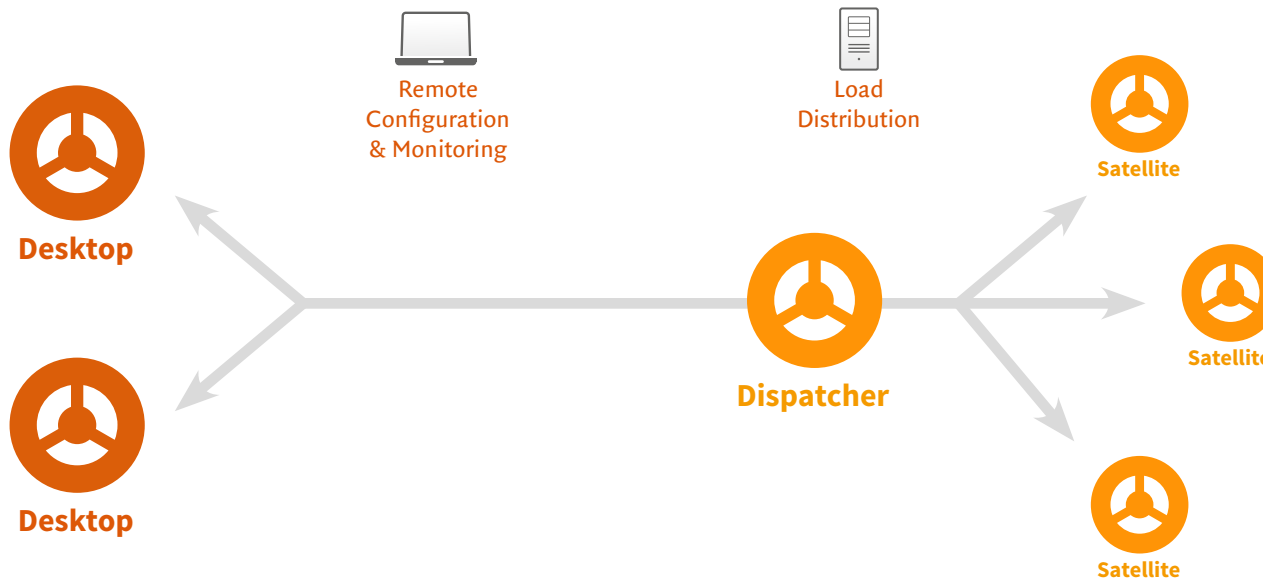 Remote
Configuration
& Monitoring
Load
Distribution
Satellite
Desktop
Satellite
Dispatcher
Desktop
Satellite